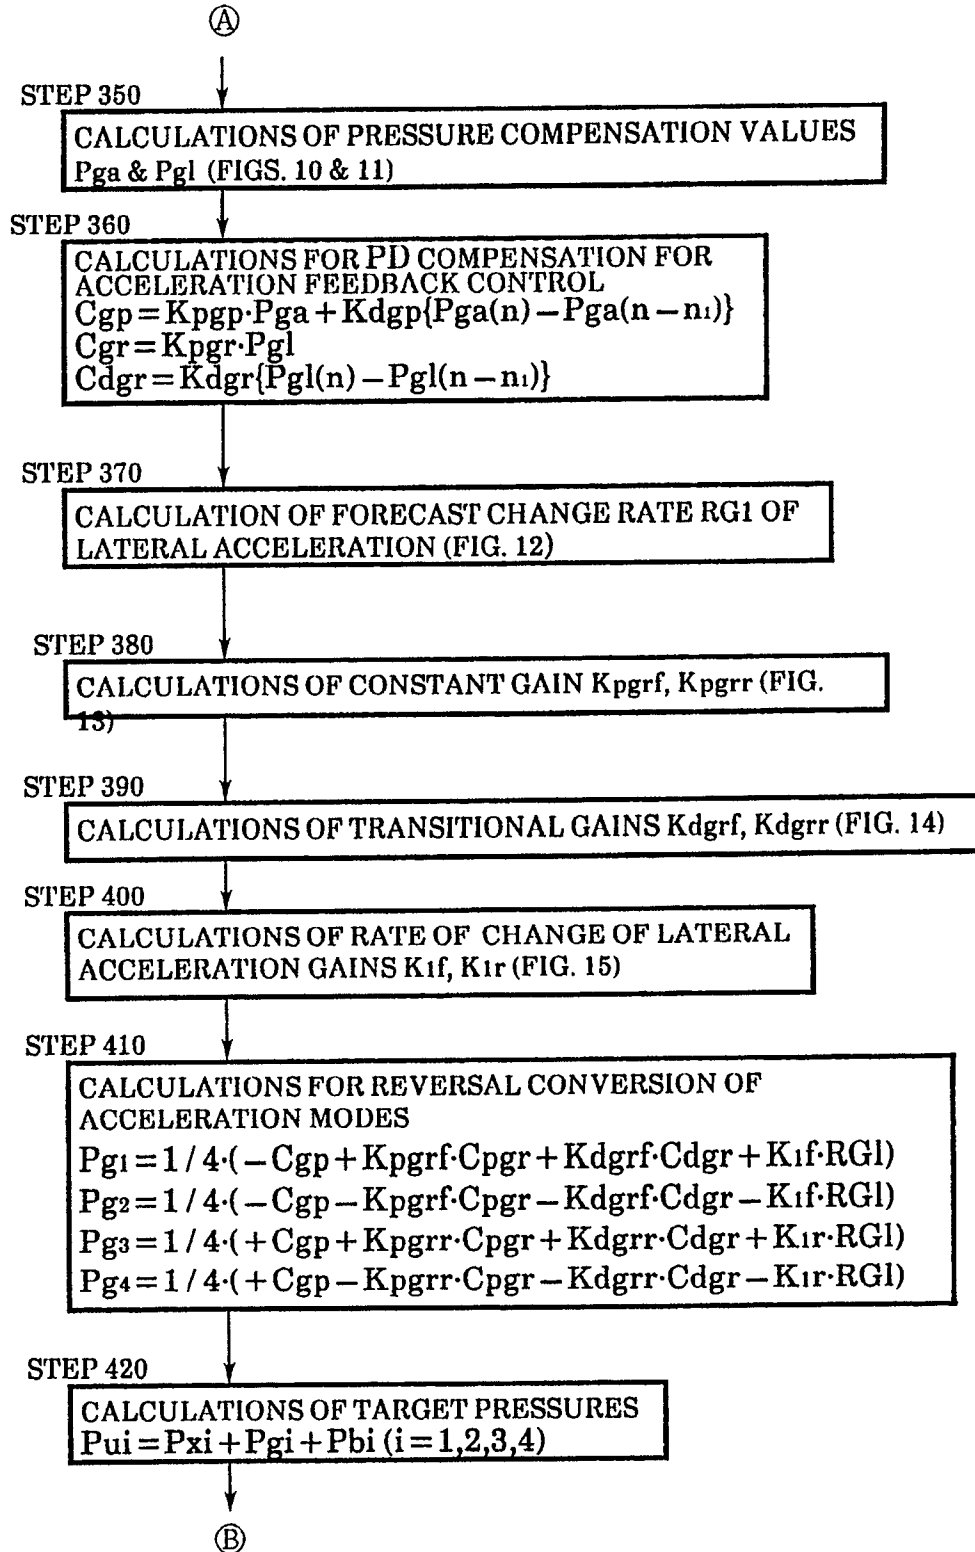 Ⓐ
STEP 350
CALCULATIONS OF PRESSURE COMPENSATION VALUES
Pga & Pgl (FIGS. 10 & 11)
STEP 360
CALCULATIONS FOR PD COMPENSATION FOR
ACCELERATION FEEDBACK CONTROL
Cgp=Kpgp·Pga+Kdgp{Pga(n)−Pga(n−n₁)}
Cgr=Kpgr·Pgl
Cdgr=Kdgr{Pgl(n)−Pgl(n−n₁)}
STEP 370
CALCULATION OF FORECAST CHANGE RATE RG1 OF
LATERAL ACCELERATION (FIG. 12)
STEP 380
CALCULATIONS OF CONSTANT GAIN Kpgrf, Kpgrr (FIG.
13)
STEP 390
CALCULATIONS OF TRANSITIONAL GAINS Kdgrf, Kdgrr (FIG. 14)
STEP 400
CALCULATIONS OF RATE OF CHANGE OF LATERAL
ACCELERATION GAINS K₁f, K₁r (FIG. 15)
STEP 410
CALCULATIONS FOR REVERSAL CONVERSION OF
ACCELERATION MODES
Pg₁=1/4·(−Cgp+Kpgrf·Cpgr+Kdgrf·Cdgr+K₁f·RGl)
Pg₂=1/4·(−Cgp−Kpgrf·Cpgr−Kdgrf·Cdgr−K₁f·RGl)
Pg₃=1/4·(+Cgp+Kpgrr·Cpgr+Kdgrr·Cdgr+K₁r·RGl)
Pg₄=1/4·(+Cgp−Kpgrr·Cpgr−Kdgrr·Cdgr−K₁r·RGl)
STEP 420
CALCULATIONS OF TARGET PRESSURES
Pui=Pxi+Pgi+Pbi (i=1,2,3,4)
Ⓑ